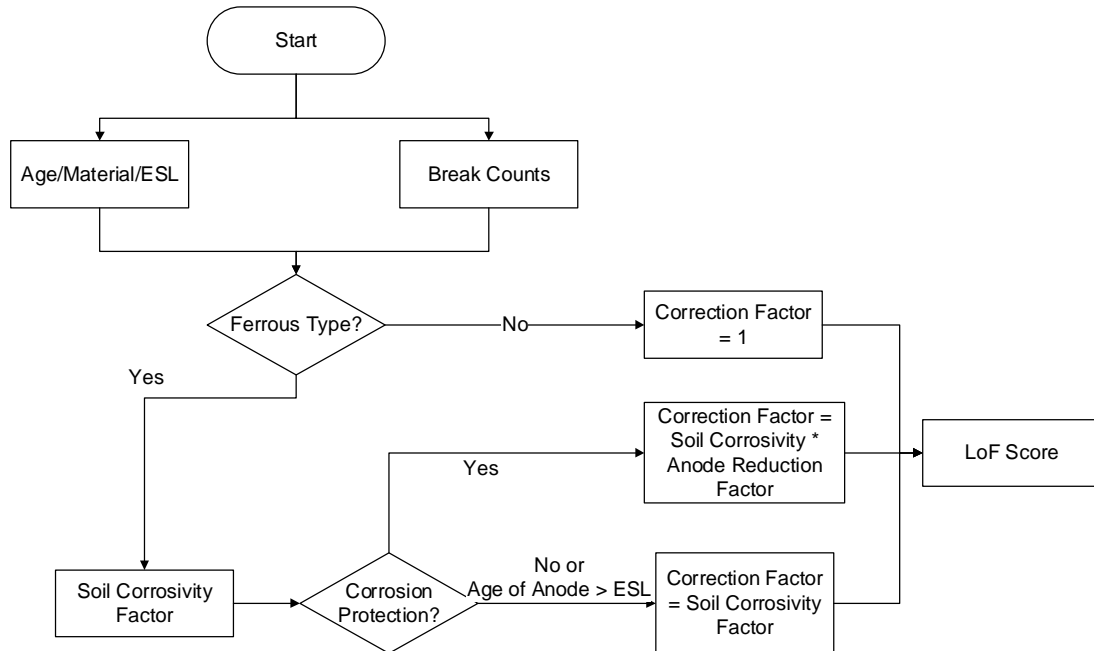 Start
Age/Material/ESL
Break Counts
Ferrous Type?
No
Correction Factor
= 1
Yes
Correction Factor =
Soil Corrosivity *
Anode Reduction
Factor
LoF Score
Yes
Soil Corrosivity
Factor
Corrosion
Protection?
No or
Age of Anode > ESL
Correction Factor
= Soil Corrosivity
Factor